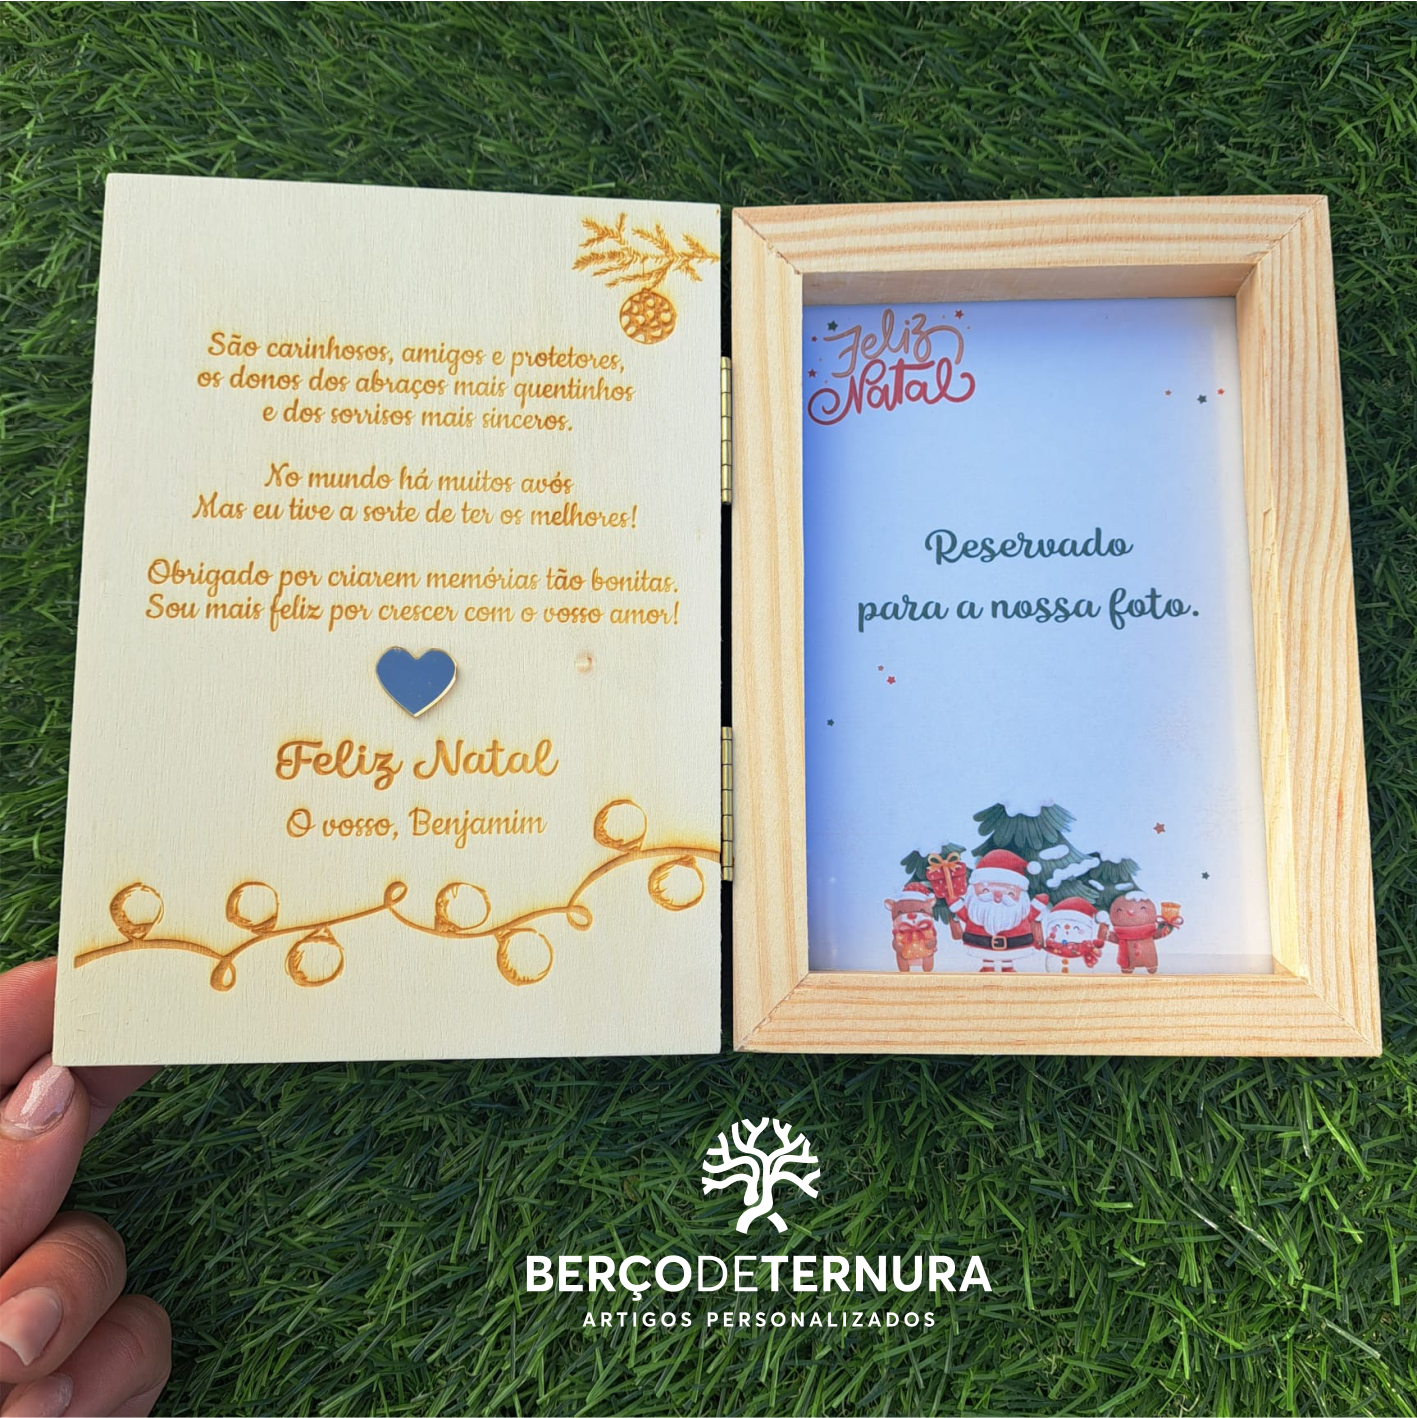 São carinhosos, amigos e protetores,
os donos dos abraços mais quentinhos
e dos sorrisos mais sinceros.
No mundo há muitos avós
Mas eu tive a sorte de ter os melhores!
Obrigado por criarem memórias tão bonitas.
Sou mais feliz por crescer com o vosso amor!
Feliz Natal
O vosso, Benjamim
Feliz
Natal
Reservado
para a nossa foto.
BERÇODETERNURA
ARTIGOS PERSONALIZADOS